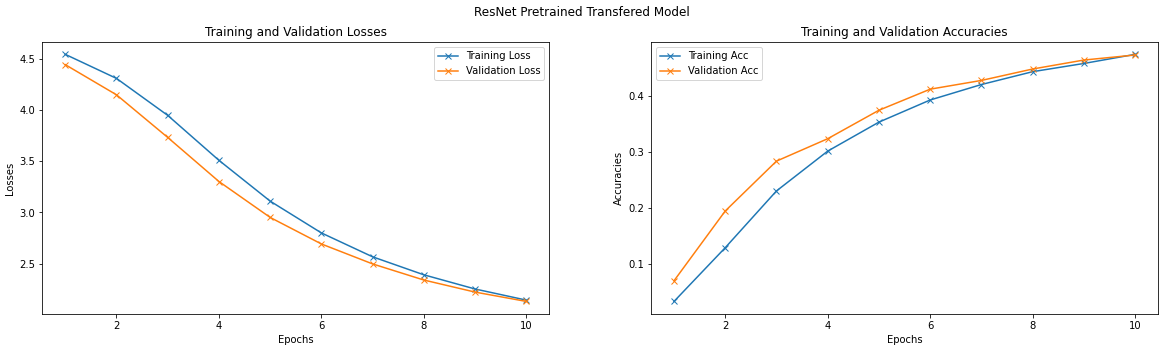 ResNet Pretrained Transfered Model
Training and Validation Losses
Training Loss
Validation Loss
4.5
4.0
3.5
3.0
2.5
Losses
2 4 6 8 10
Epochs
Training and Validation Accuracies
Training Acc
Validation Acc
0.4
0.3
0.2
0.1
Accuracies
2 4 6 8 10
Epochs